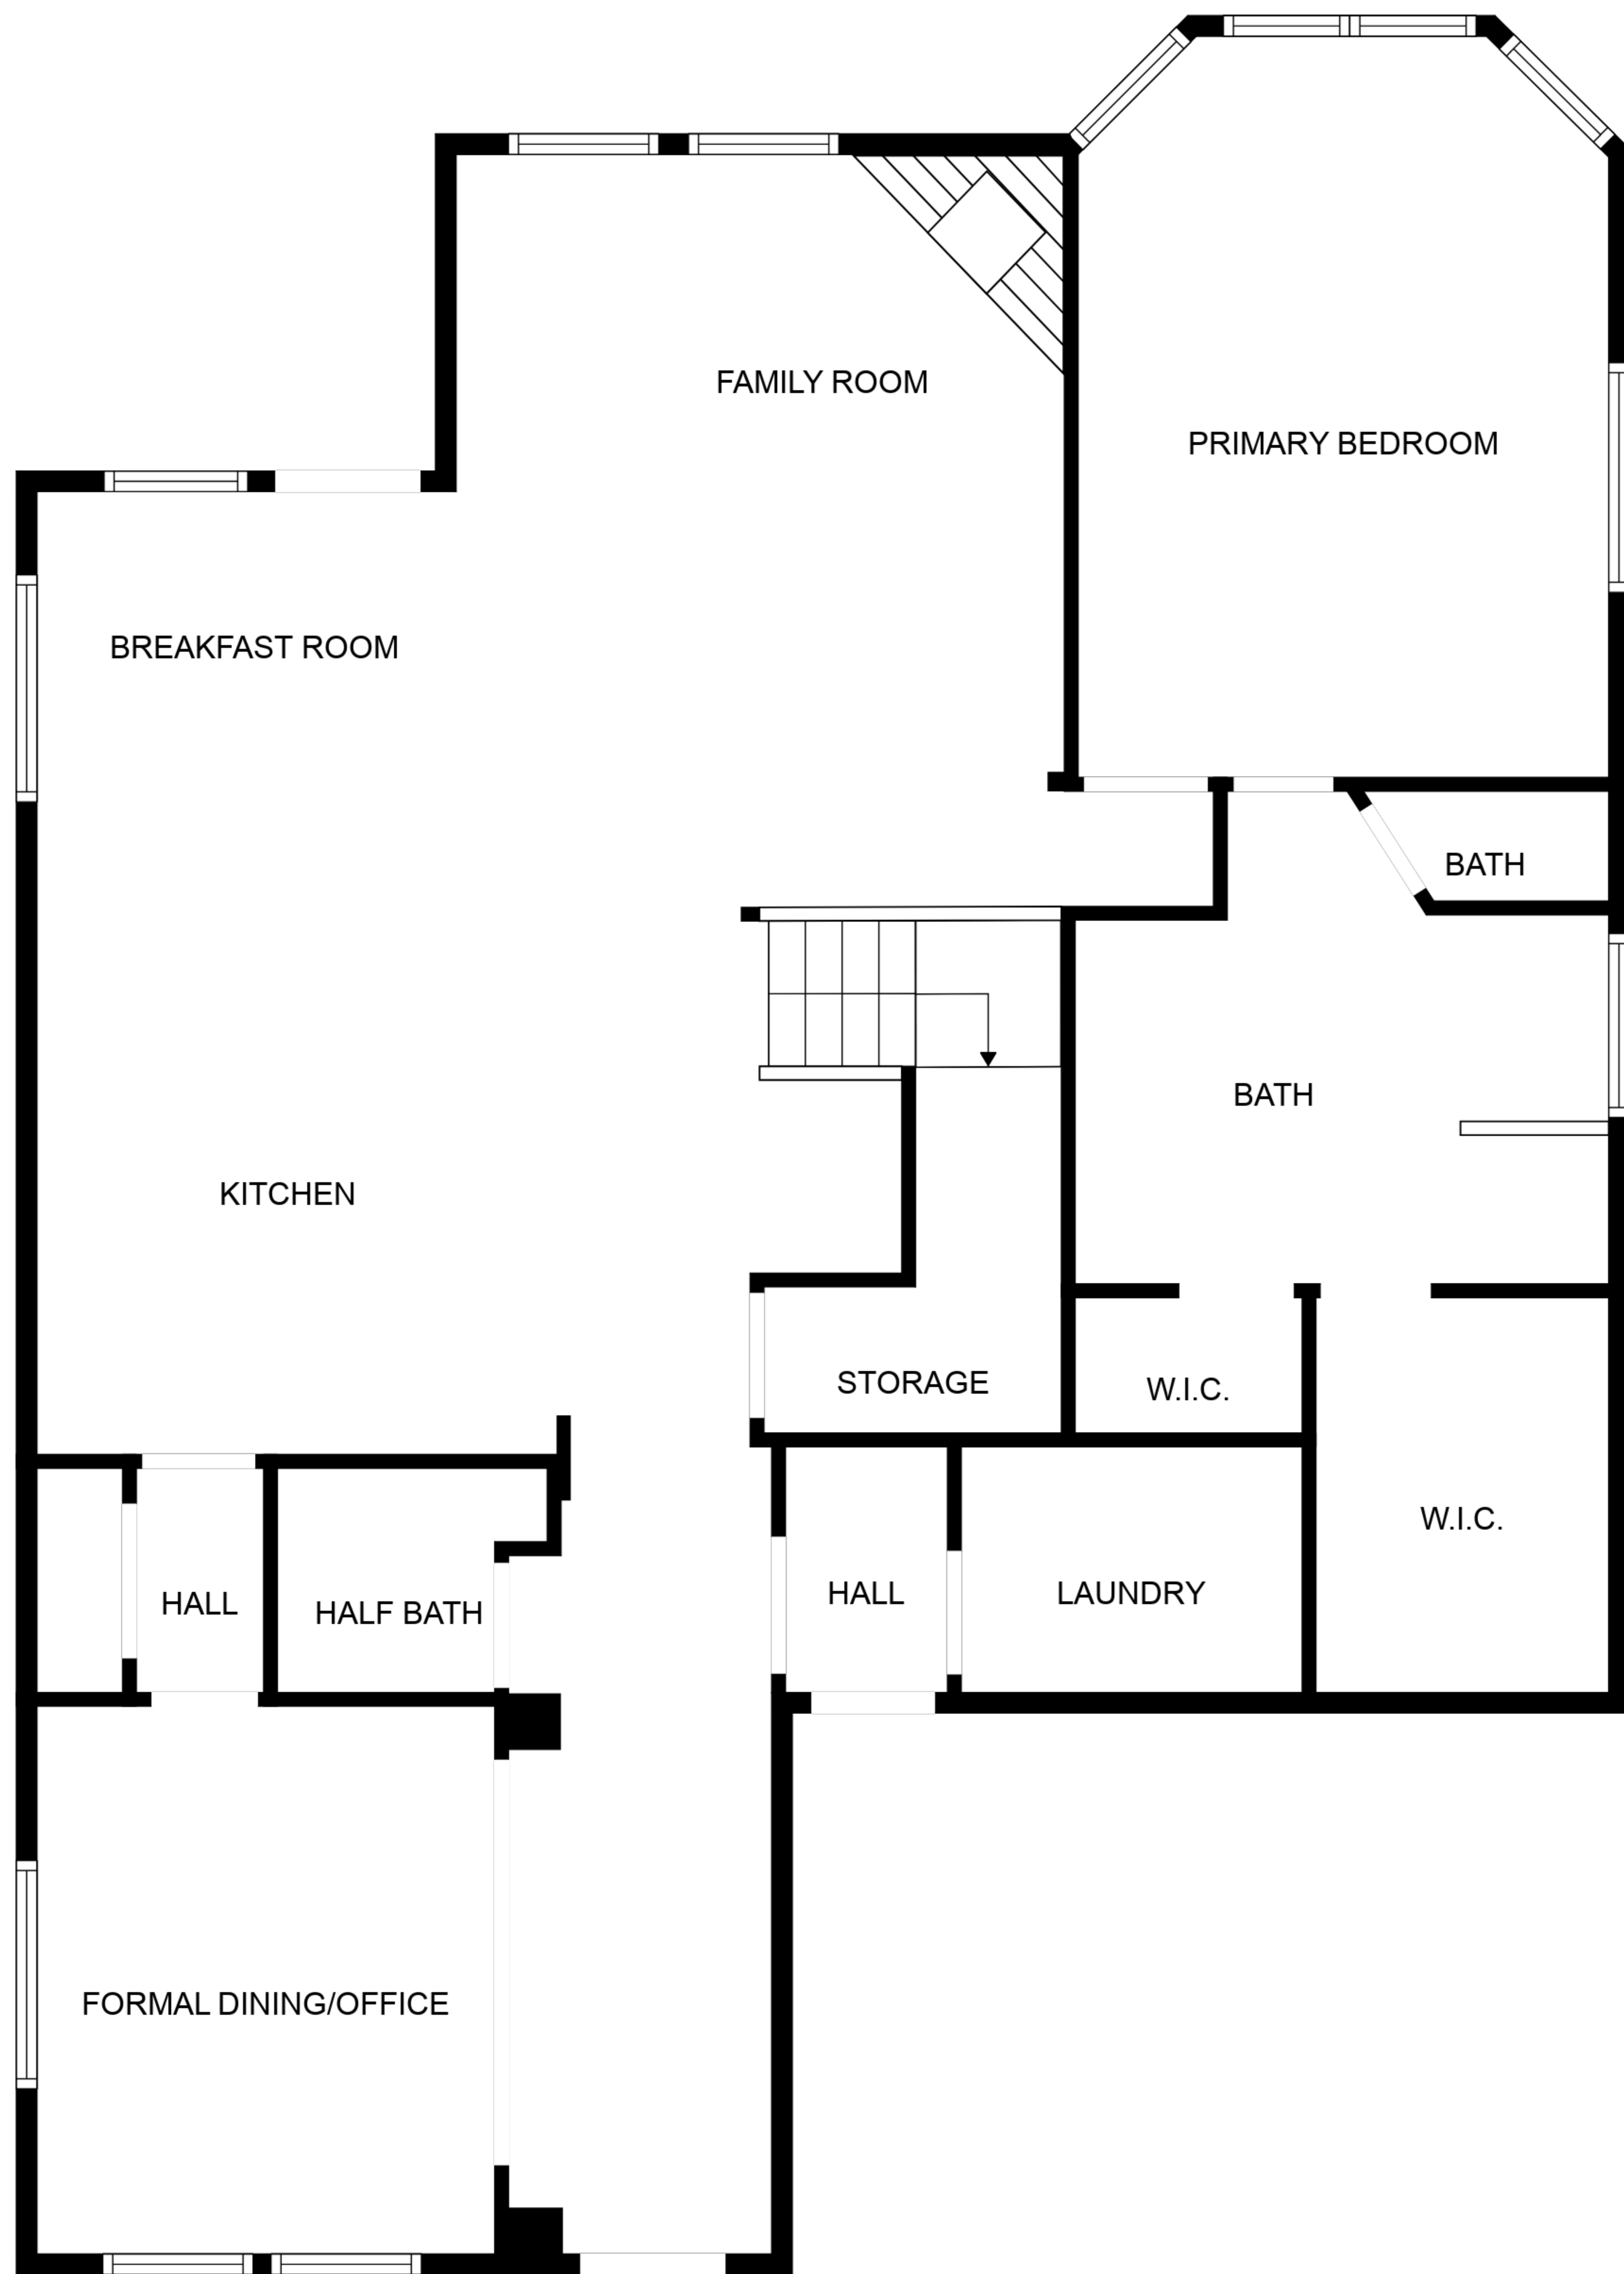 FAMILY ROOM
PRIMARY BEDROOM
BREAKFAST ROOM
BATH
BATH
KITCHEN
STORAGE
W.I.C.
W.I.C.
HALL
HALF BATH
HALL
LAUNDRY
FORMAL DINING/OFFICE